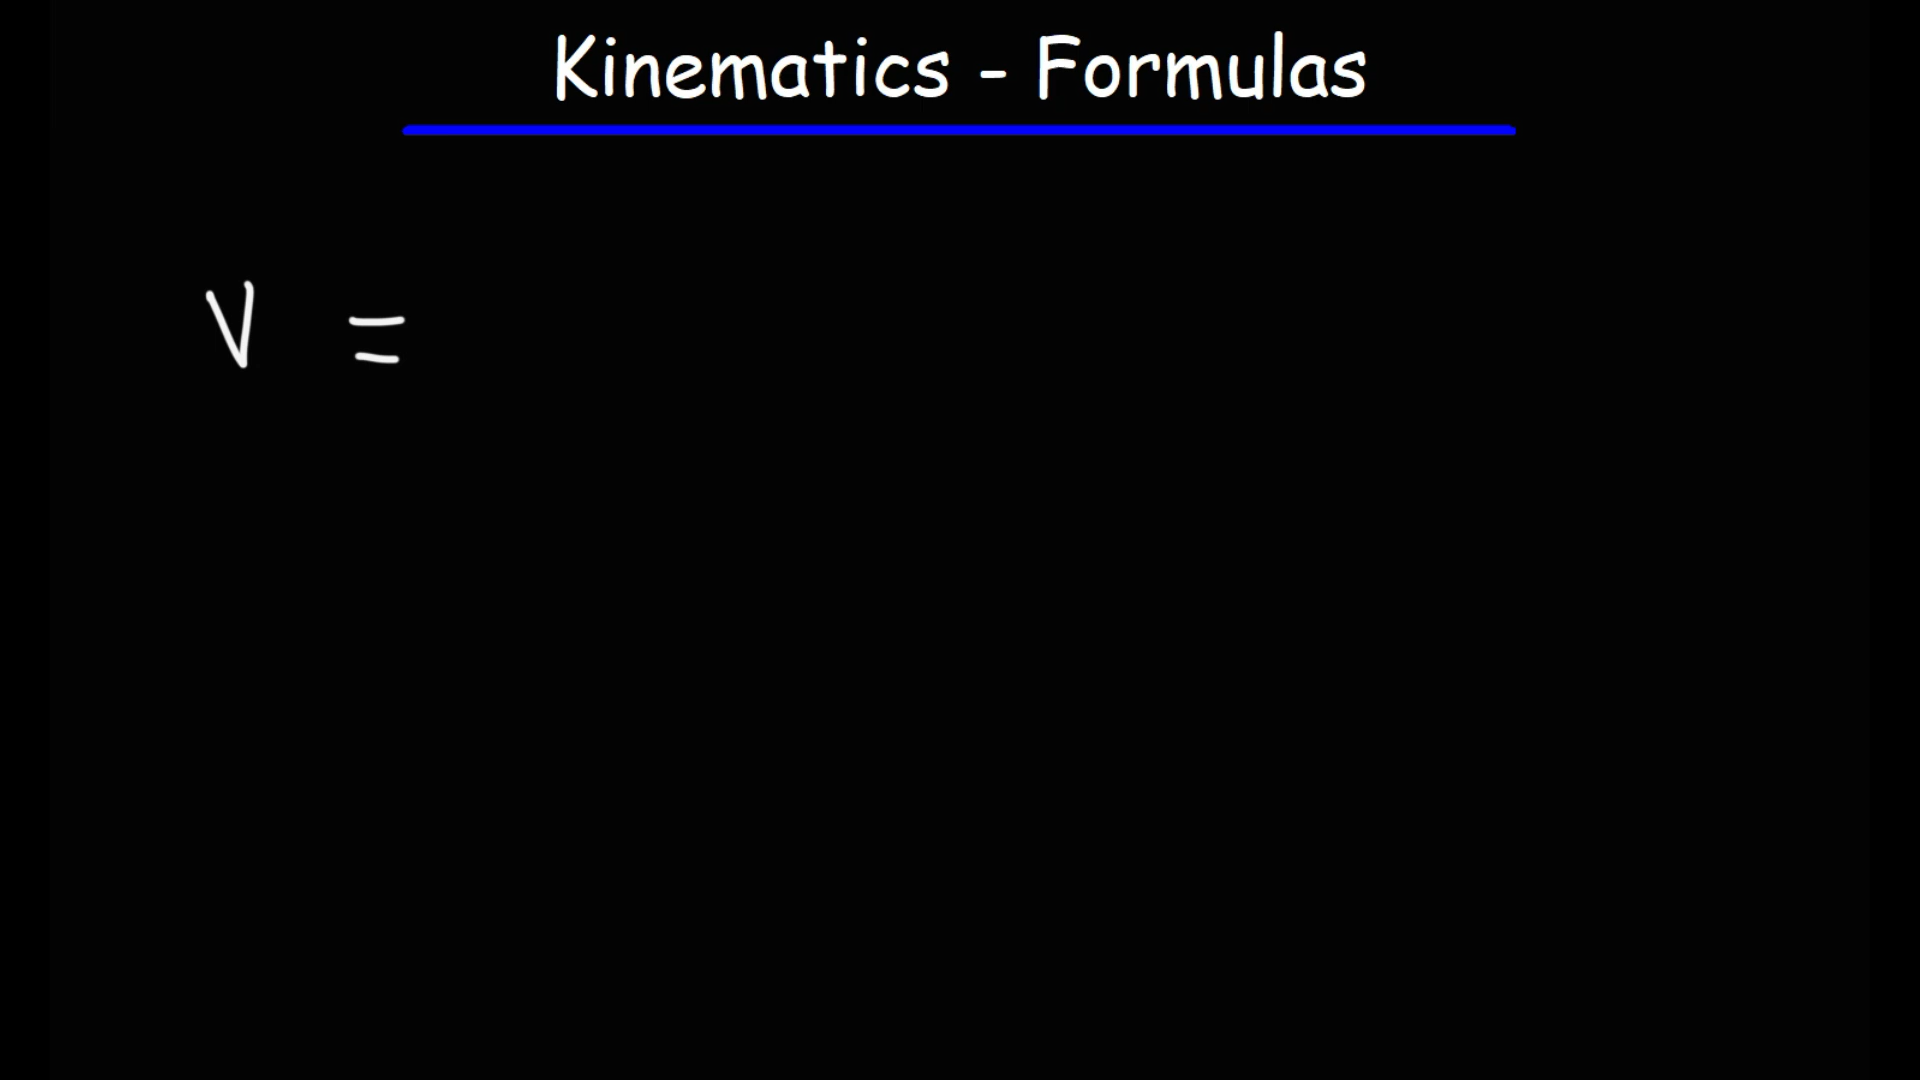 Kinematics - Formulas
V =